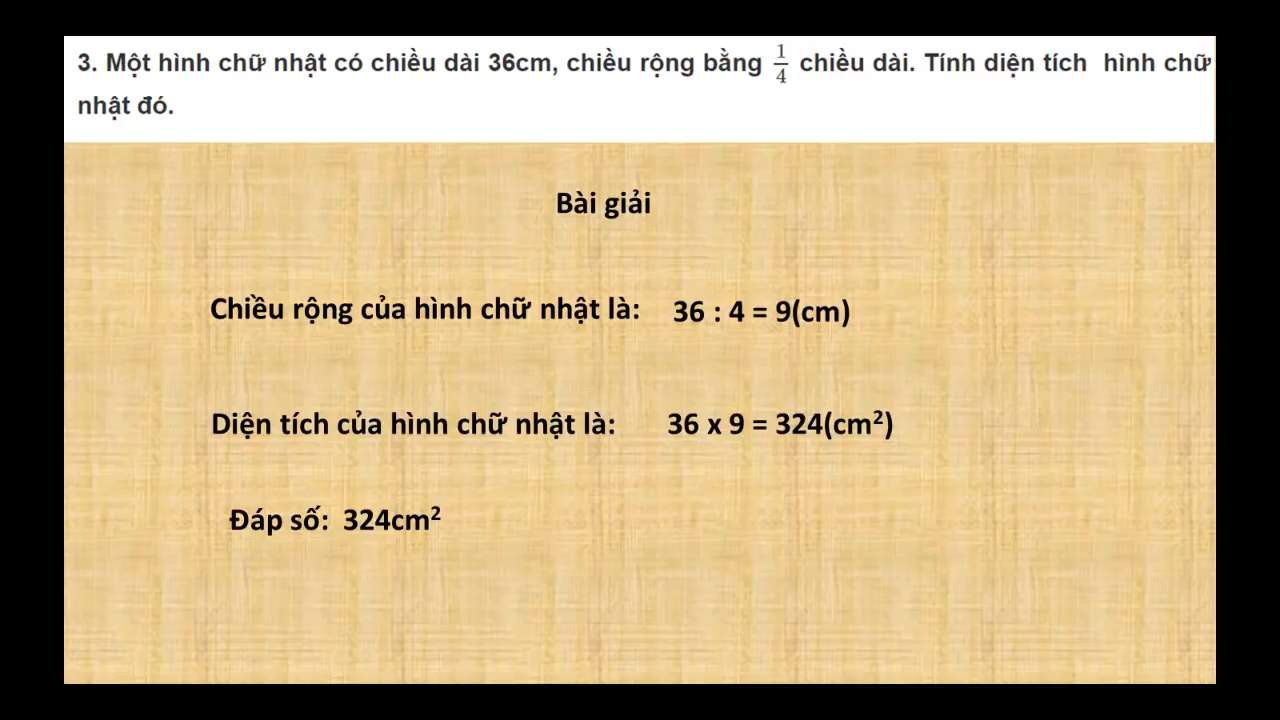 3. Một hình chữ nhật có chiều dài 36cm, chiều rộng bằng 1/4 chiều dài. Tính diện tích hình chữ
nhật đó.
Bài giải
Chiều rộng của hình chữ nhật là: 36 : 4 = 9(cm)
Diện tích của hình chữ nhật là: 36 x 9 = 324(cm²)
Đáp số: 324cm²